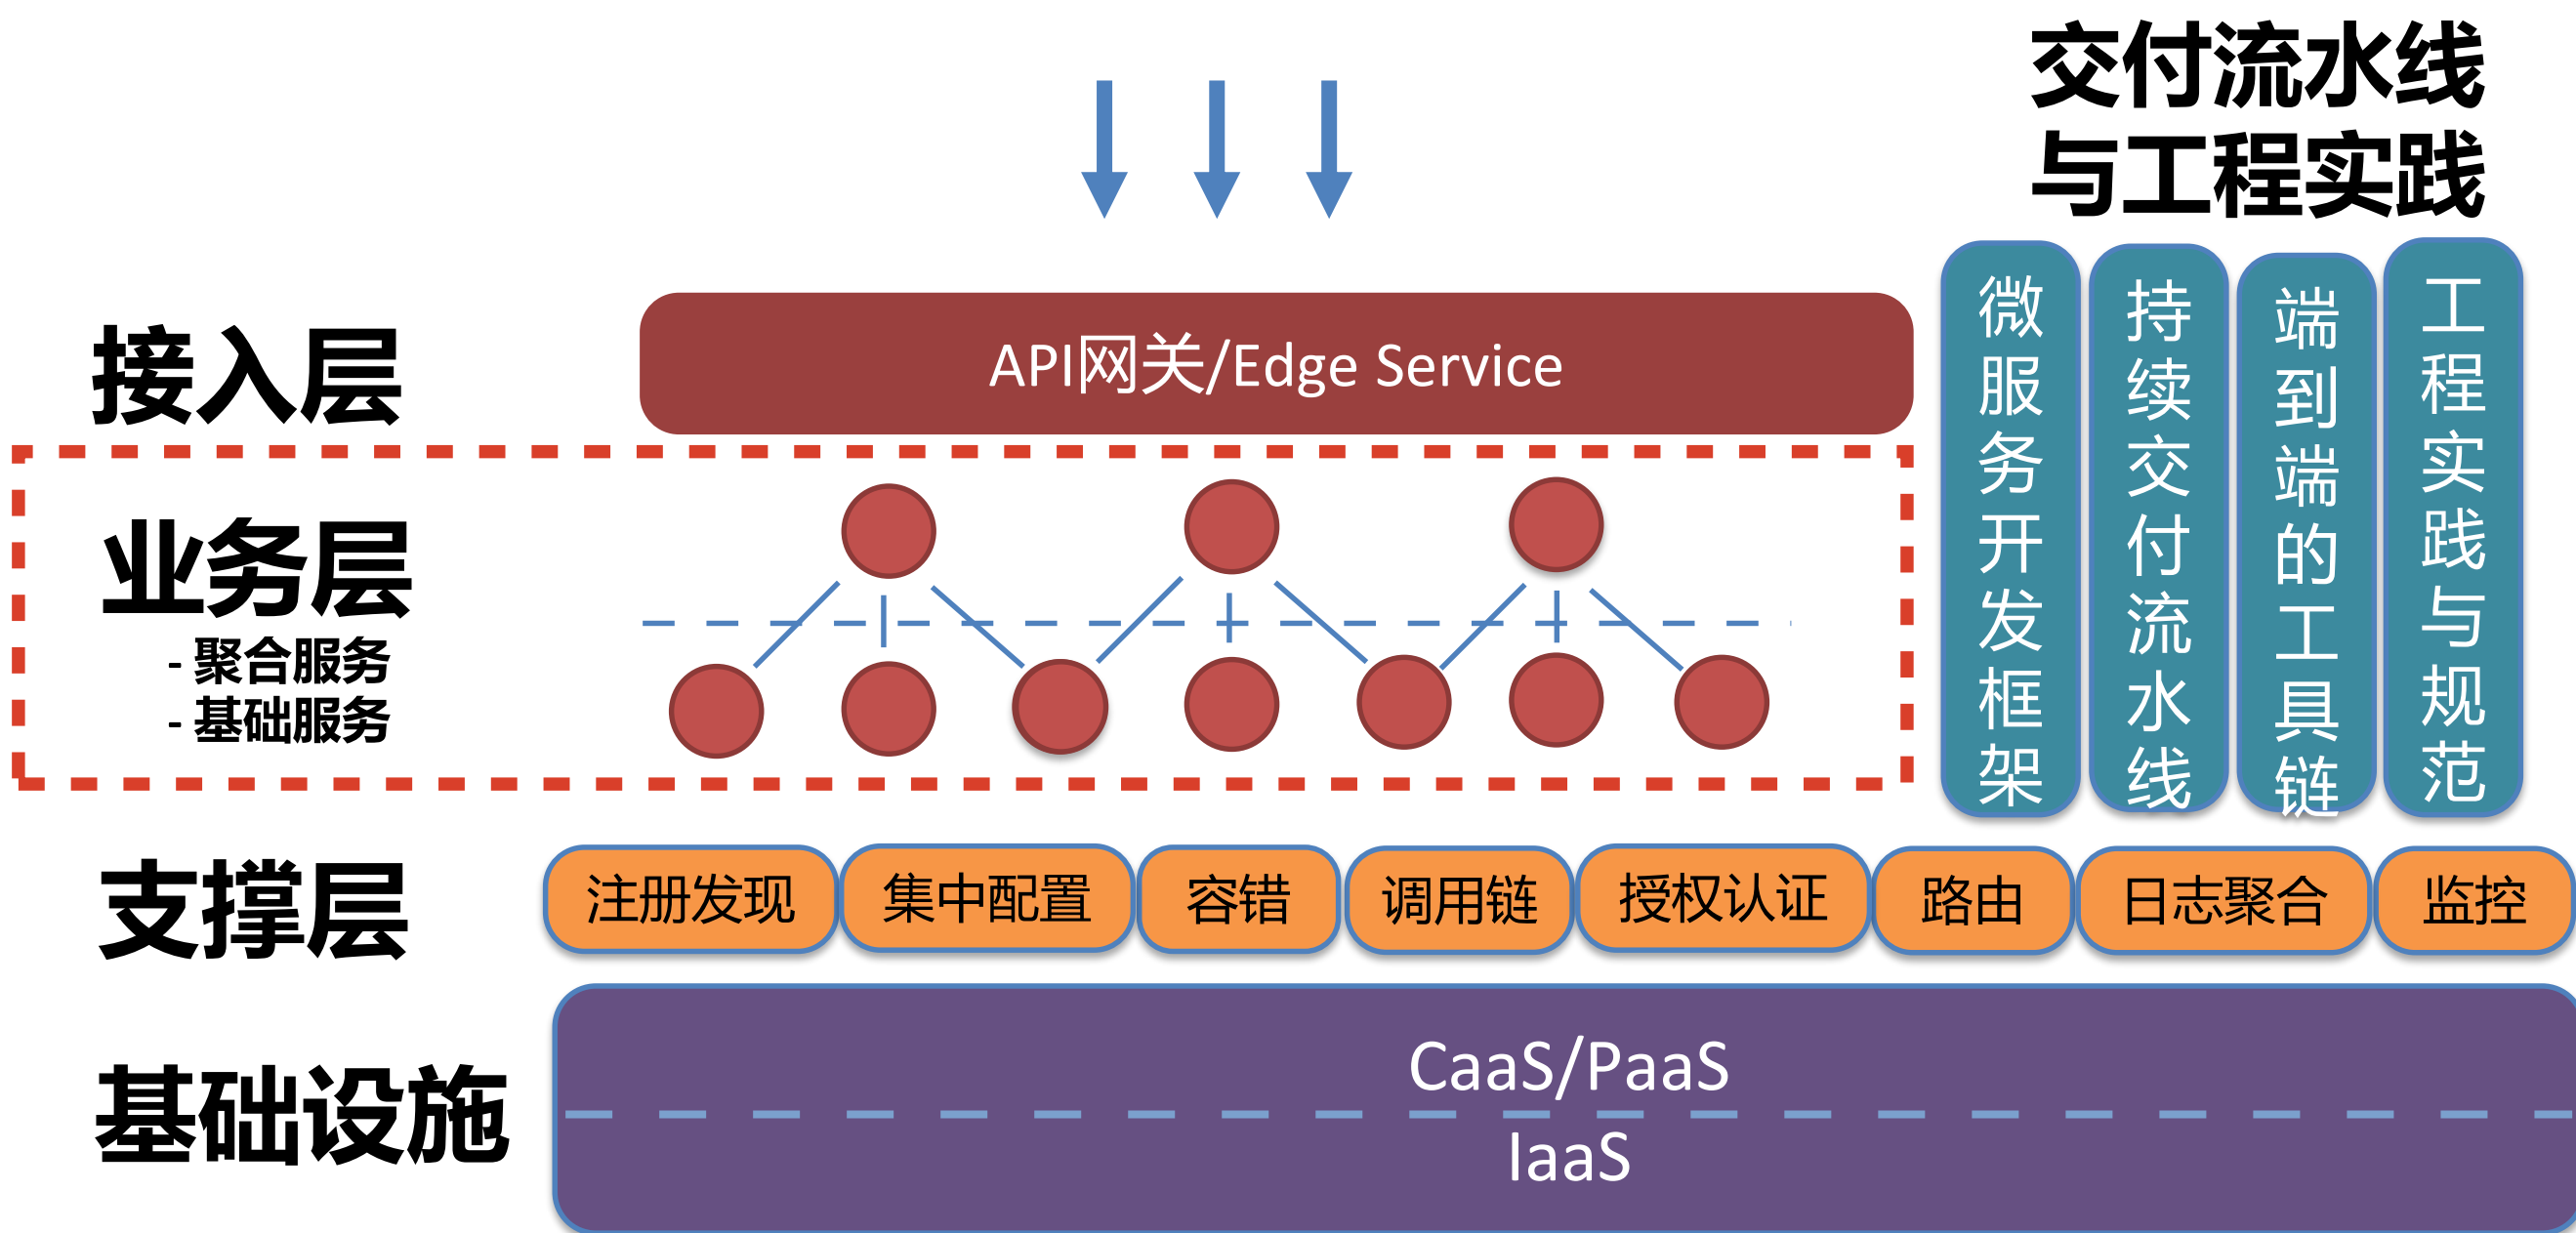 交付流水线
与工程实践
接入层
API网关/Edge Service
业务层
- 聚合服务
- 基础服务
微服务开发框架
持续交付流水线
端到端的工具链
工程实践与规范
支撑层
注册发现
集中配置
容错
调用链
授权认证
路由
日志聚合
监控
基础设施
CaaS/PaaS
IaaS